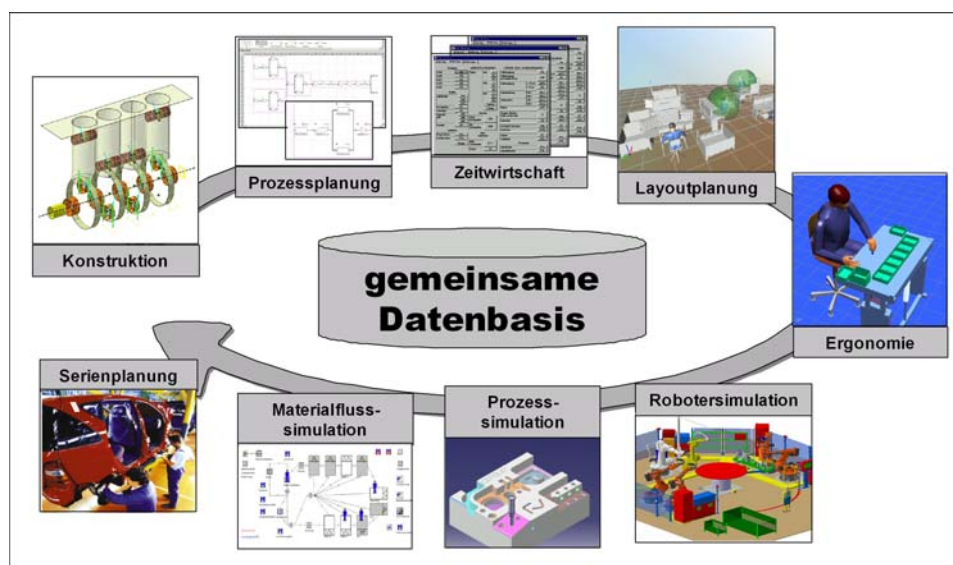 Konstruktion
Prozessplanung
Zeitwirtschaft
Layoutplanung
Ergonomie
Robotersimulation
Prozess-
simulation
Materialfluss-
simulation
Serienplanung
gemeinsame
Datenbasis